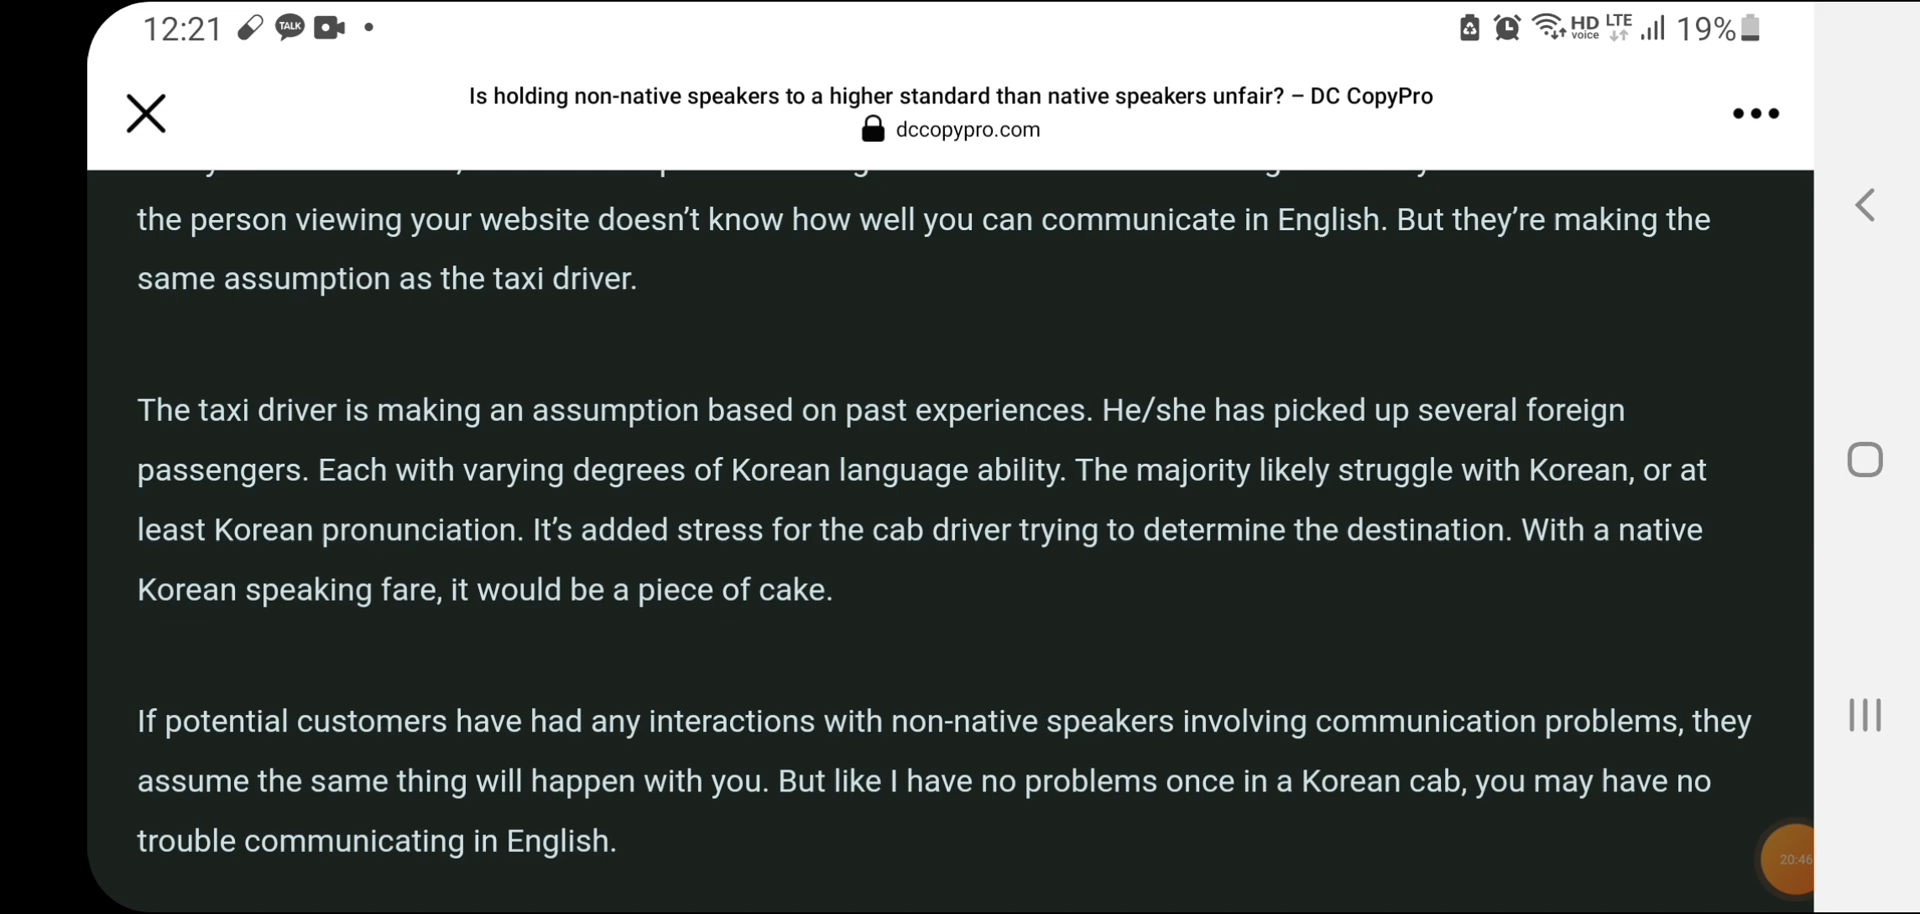 12:21
TALK
HD voice LTE 19%
Is holding non-native speakers to a higher standard than native speakers unfair? – DC CopyPro
dccopypro.com
the person viewing your website doesn’t know how well you can communicate in English. But they’re making the
same assumption as the taxi driver.
The taxi driver is making an assumption based on past experiences. He/she has picked up several foreign
passengers. Each with varying degrees of Korean language ability. The majority likely struggle with Korean, or at
least Korean pronunciation. It’s added stress for the cab driver trying to determine the destination. With a native
Korean speaking fare, it would be a piece of cake.
If potential customers have had any interactions with non-native speakers involving communication problems, they
assume the same thing will happen with you. But like I have no problems once in a Korean cab, you may have no
trouble communicating in English.
20:46